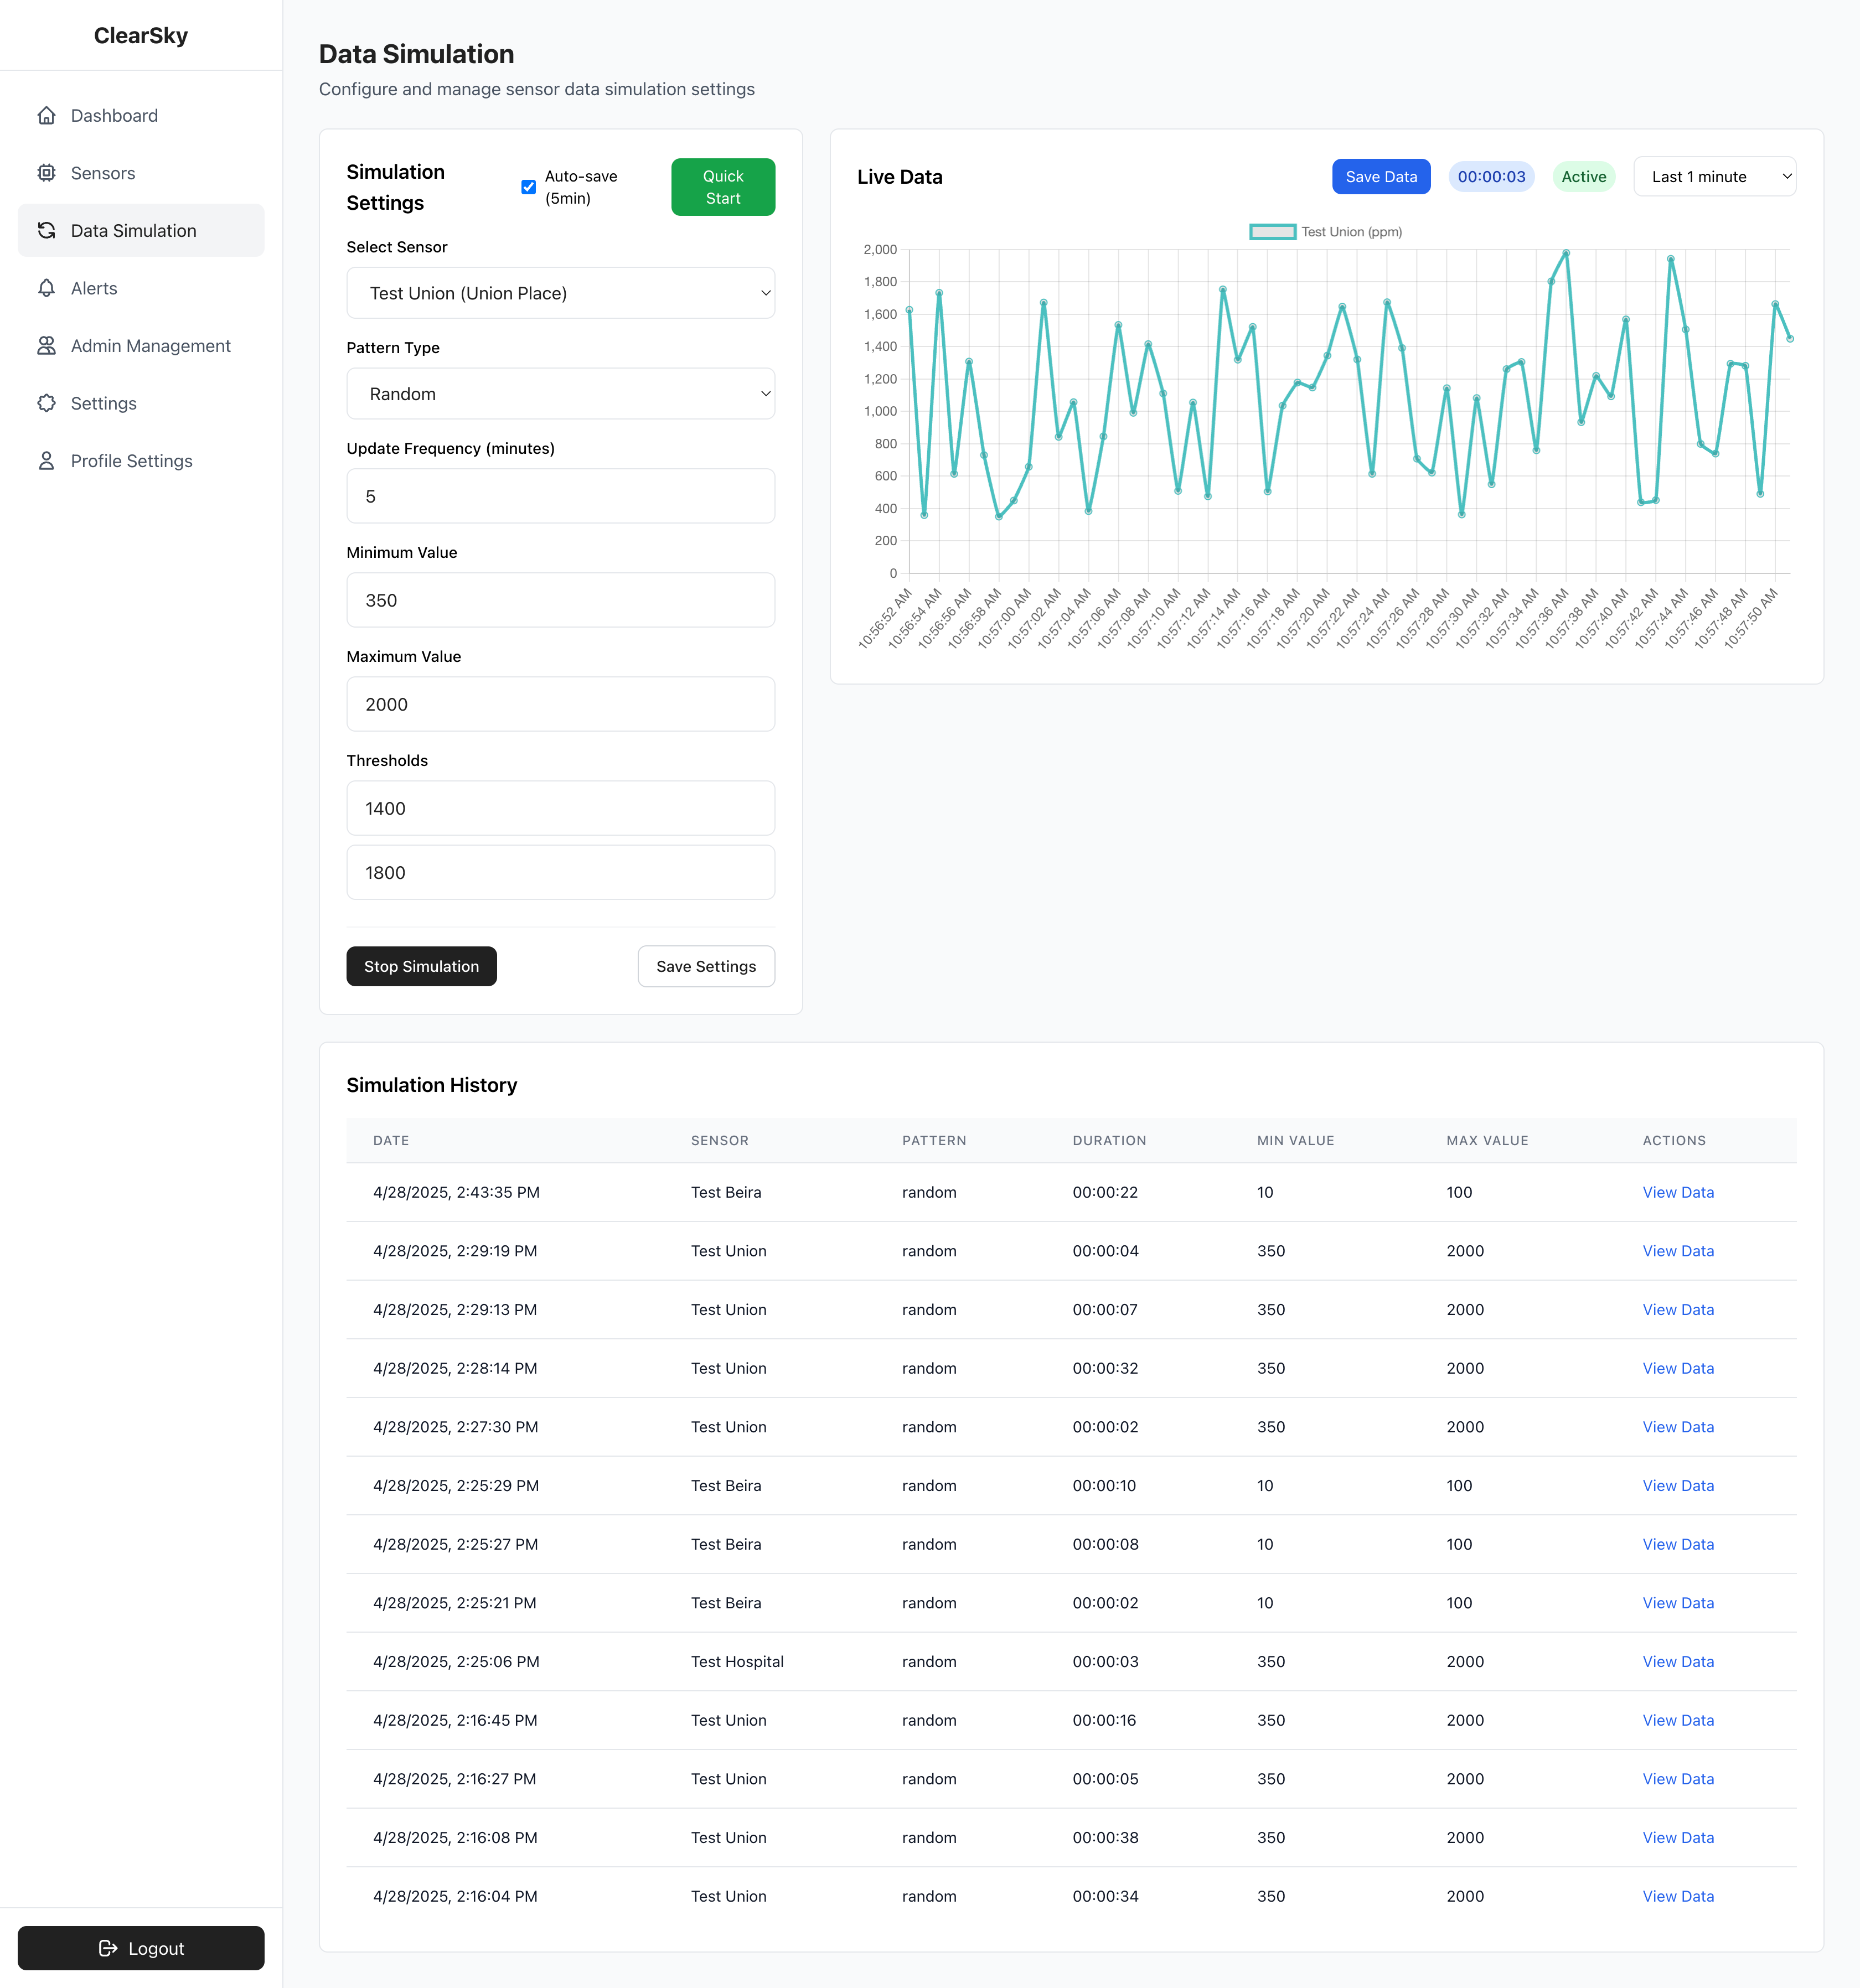 ClearSky
Dashboard
Sensors
Data Simulation
Alerts
Admin Management
Settings
Profile Settings
Logout
Data Simulation
Configure and manage sensor data simulation settings
Simulation
Settings
Auto-save
(5min)
Quick
Start
Select Sensor
Test Union (Union Place)
Pattern Type
Random
Update Frequency (minutes)
5
Minimum Value
350
Maximum Value
2000
Thresholds
1400
1800
Stop Simulation
Save Settings
Live Data
Save Data
00:00:03
Active
Last 1 minute
Test Union (ppm)
2,000
1,800
1,600
1,400
1,200
1,000
800
600
400
200
0
10:56:52 AM
10:56:54 AM
10:56:56 AM
10:56:58 AM
10:57:00 AM
10:57:02 AM
10:57:04 AM
10:57:06 AM
10:57:08 AM
10:57:10 AM
10:57:12 AM
10:57:14 AM
10:57:16 AM
10:57:18 AM
10:57:20 AM
10:57:22 AM
10:57:24 AM
10:57:26 AM
10:57:28 AM
10:57:30 AM
10:57:32 AM
10:57:34 AM
10:57:36 AM
10:57:38 AM
10:57:40 AM
10:57:42 AM
10:57:44 AM
10:57:46 AM
10:57:48 AM
10:57:50 AM
Simulation History
DATE SENSOR PATTERN DURATION MIN VALUE MAX VALUE ACTIONS
4/28/2025, 2:43:35 PM Test Beira random 00:00:22 10 100 View Data
4/28/2025, 2:29:19 PM Test Union random 00:00:04 350 2000 View Data
4/28/2025, 2:29:13 PM Test Union random 00:00:07 350 2000 View Data
4/28/2025, 2:28:14 PM Test Union random 00:00:32 350 2000 View Data
4/28/2025, 2:27:30 PM Test Union random 00:00:02 350 2000 View Data
4/28/2025, 2:25:29 PM Test Beira random 00:00:10 10 100 View Data
4/28/2025, 2:25:27 PM Test Beira random 00:00:08 10 100 View Data
4/28/2025, 2:25:21 PM Test Beira random 00:00:02 10 100 View Data
4/28/2025, 2:25:06 PM Test Hospital random 00:00:03 350 2000 View Data
4/28/2025, 2:16:45 PM Test Union random 00:00:16 350 2000 View Data
4/28/2025, 2:16:27 PM Test Union random 00:00:05 350 2000 View Data
4/28/2025, 2:16:08 PM Test Union random 00:00:38 350 2000 View Data
4/28/2025, 2:16:04 PM Test Union random 00:00:34 350 2000 View Data